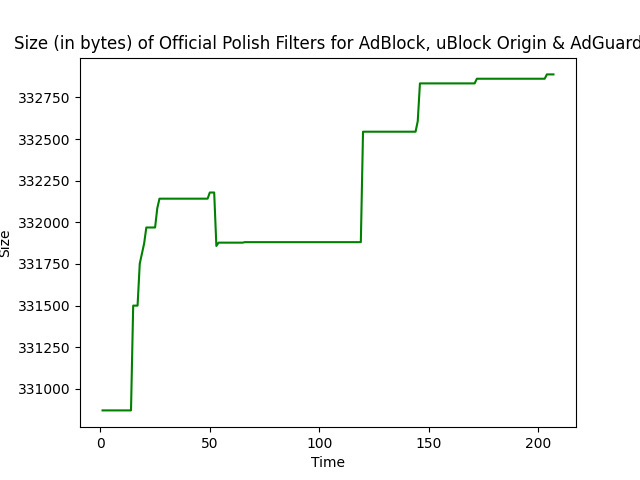 Size (in bytes) of Official Polish Filters for AdBlock, uBlock Origin & AdGuard
332750
332500
332250
332000
331750
331500
331250
331000
Size
0 50 100 150 200
Time